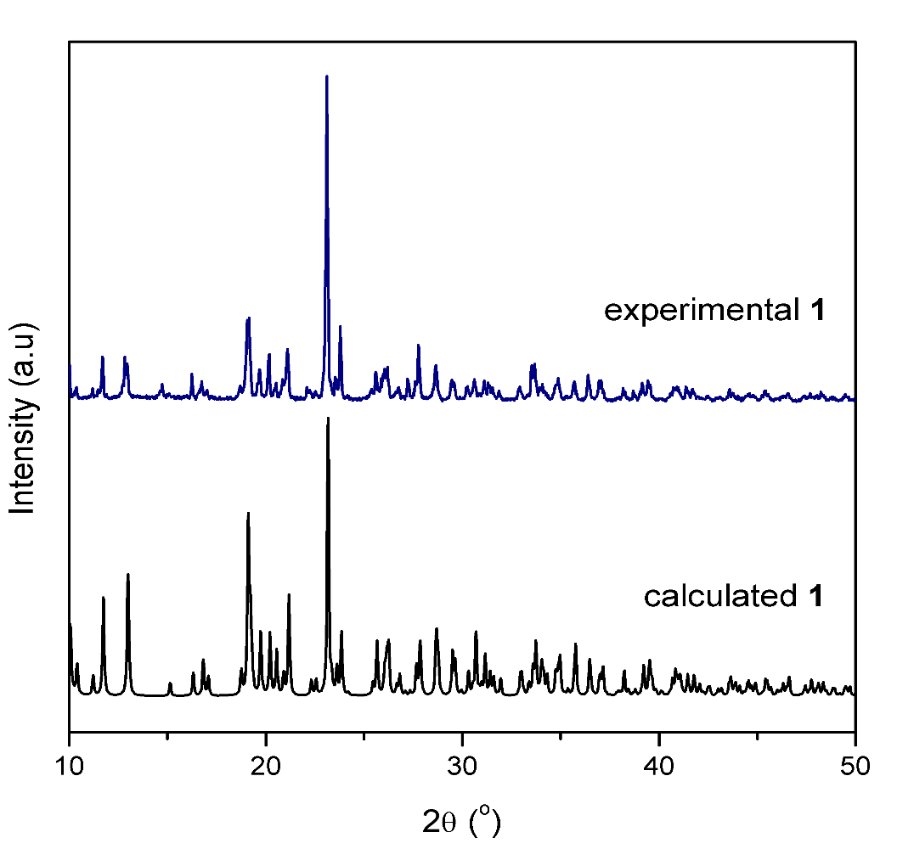 experimental 1
Intensity (a.u)
calculated 1
10 20 30 40 50
2θ (°)